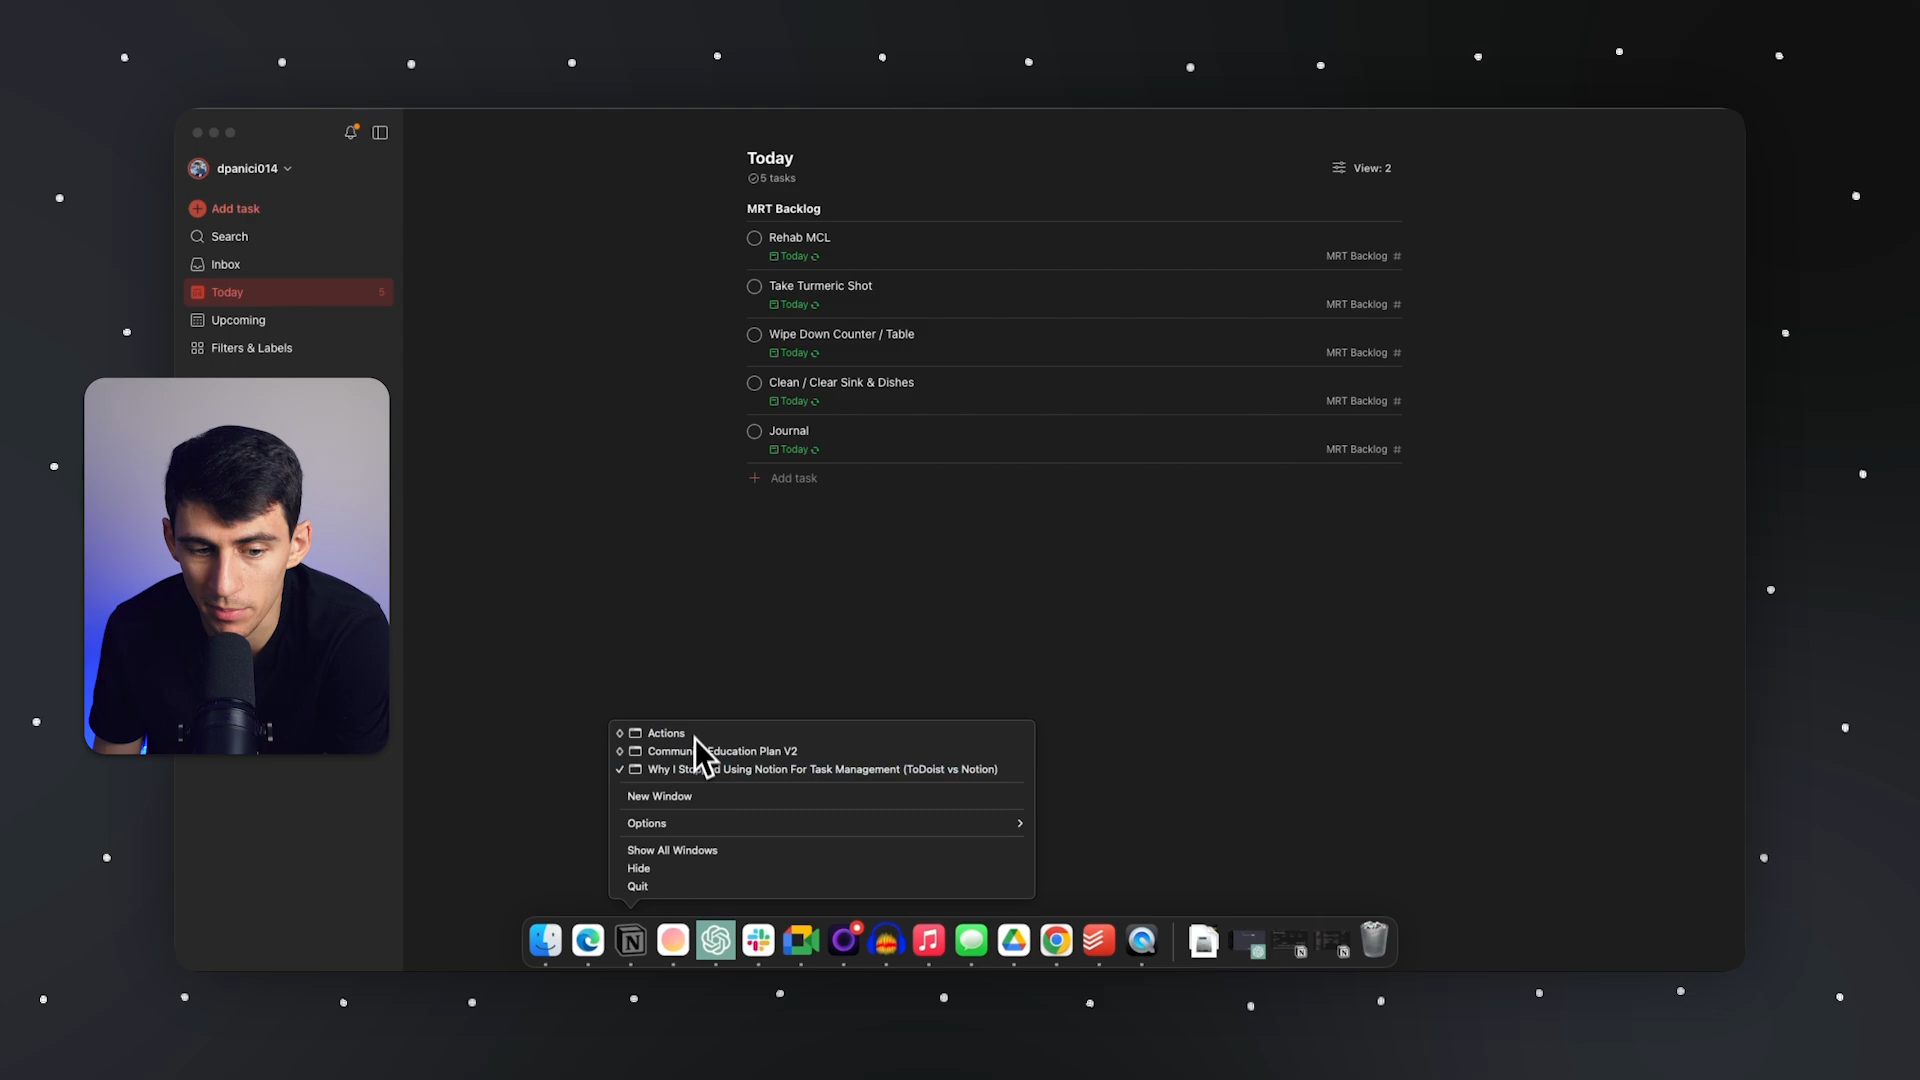 dpanici014
Add task
Search
Inbox
Today 5
Upcoming
Filters & Labels
Today
5 tasks
View: 2
MRT Backlog
Rehab MCL
Today
MRT Backlog #
Take Turmeric Shot
Today
MRT Backlog #
Wipe Down Counter / Table
Today
MRT Backlog #
Clean / Clear Sink & Dishes
Today
MRT Backlog #
Journal
Today
MRT Backlog #
Add task
Actions
Education Plan V2
Why I Using Notion For Task Management (ToDoist vs Notion)
New Window
Options
Show All Windows
Hide
Quit